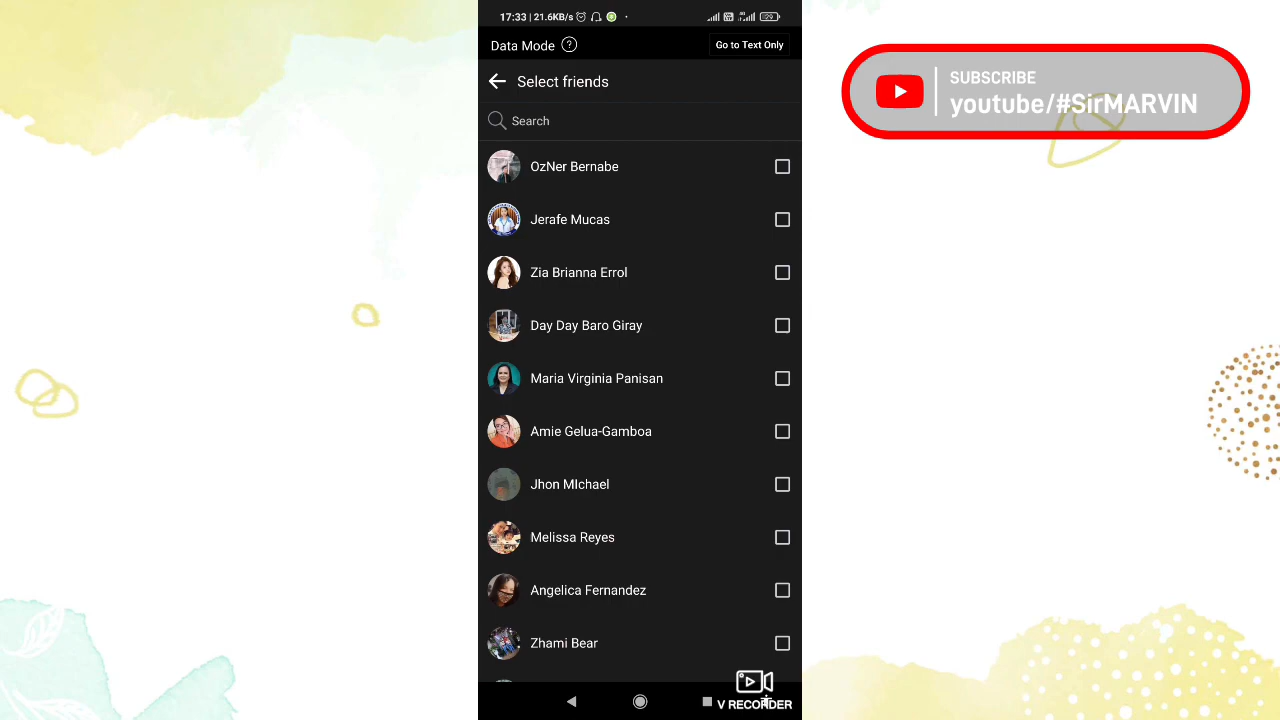 17:33 | 21.6KB/s
29
Data Mode ?
Go to Text Only
Select friends
Search
OzNer Bernabe
Jerafe Mucas
Zia Brianna Errol
Day Day Baro Giray
Maria Virginia Panisan
Amie Gelua-Gamboa
Jhon MIchael
Melissa Reyes
Angelica Fernandez
Zhami Bear
V RECORDER
SUBSCRIBE
youtube/#SirMARVIN